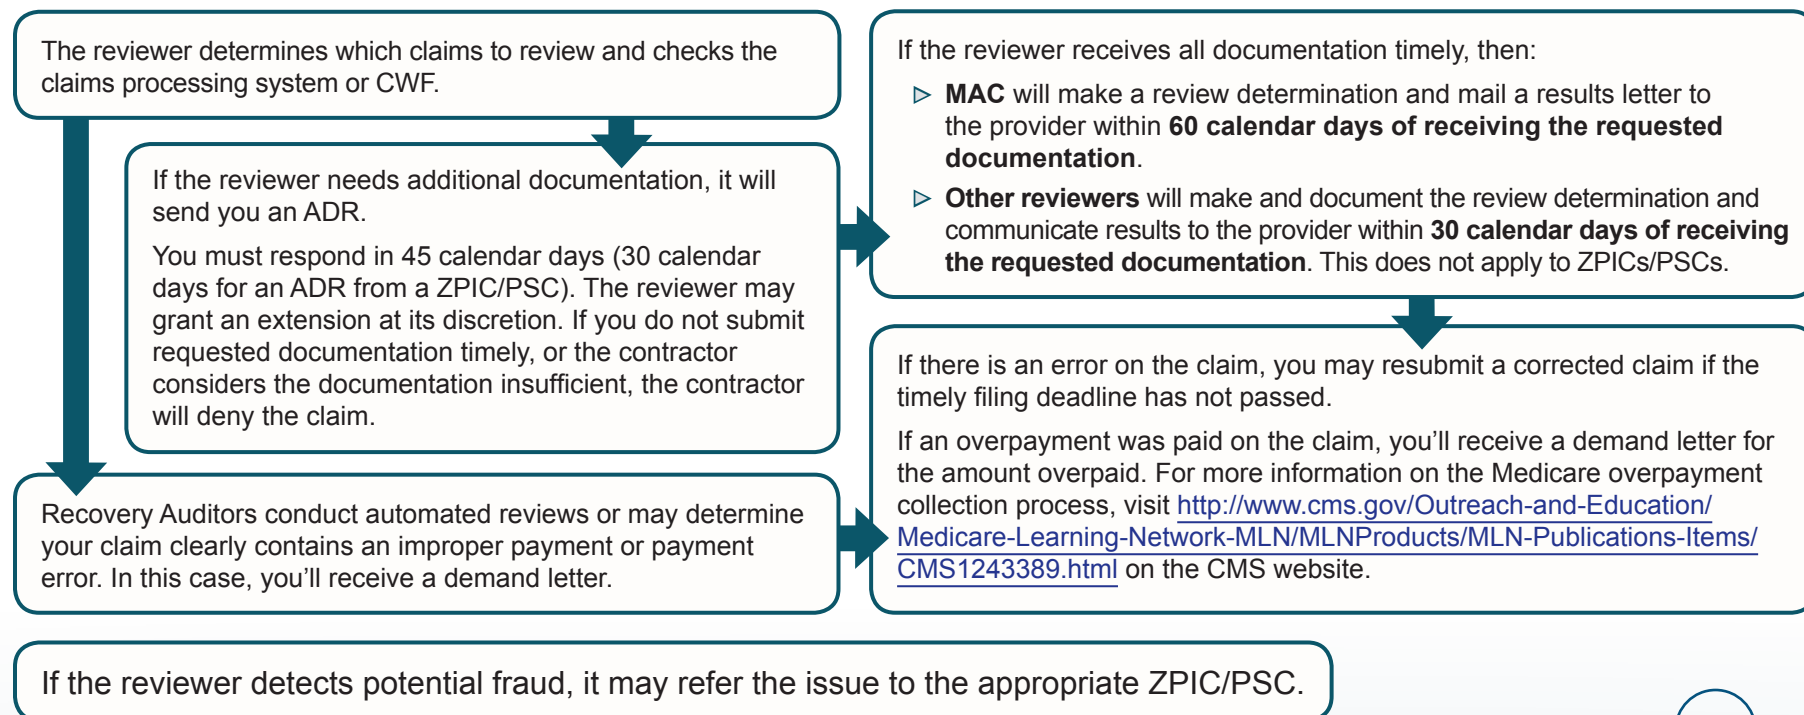 The reviewer determines which claims to review and checks the
claims processing system or CWF.
If the reviewer needs additional documentation, it will
send you an ADR.
You must respond in 45 calendar days (30 calendar
days for an ADR from a ZPIC/PSC). The reviewer may
grant an extension at its discretion. If you do not submit
requested documentation timely, or the contractor
considers the documentation insufficient, the contractor
will deny the claim.
Recovery Auditors conduct automated reviews or may determine
your claim clearly contains an improper payment or payment
error. In this case, you’ll receive a demand letter.
If the reviewer receives all documentation timely, then:
MAC will make a review determination and mail a results letter to
the provider within 60 calendar days of receiving the requested
documentation.
Other reviewers will make and document the review determination and
communicate results to the provider within 30 calendar days of receiving
the requested documentation. This does not apply to ZPICs/PSCs.
If there is an error on the claim, you may resubmit a corrected claim if the
timely filing deadline has not passed.
If an overpayment was paid on the claim, you’ll receive a demand letter for
the amount overpaid. For more information on the Medicare overpayment
collection process, visit http://www.cms.gov/Outreach-and-Education/
Medicare-Learning-Network-MLN/MLNProducts/MLN-Publications-Items/
CMS1243389.html on the CMS website.
If the reviewer detects potential fraud, it may refer the issue to the appropriate ZPIC/PSC.